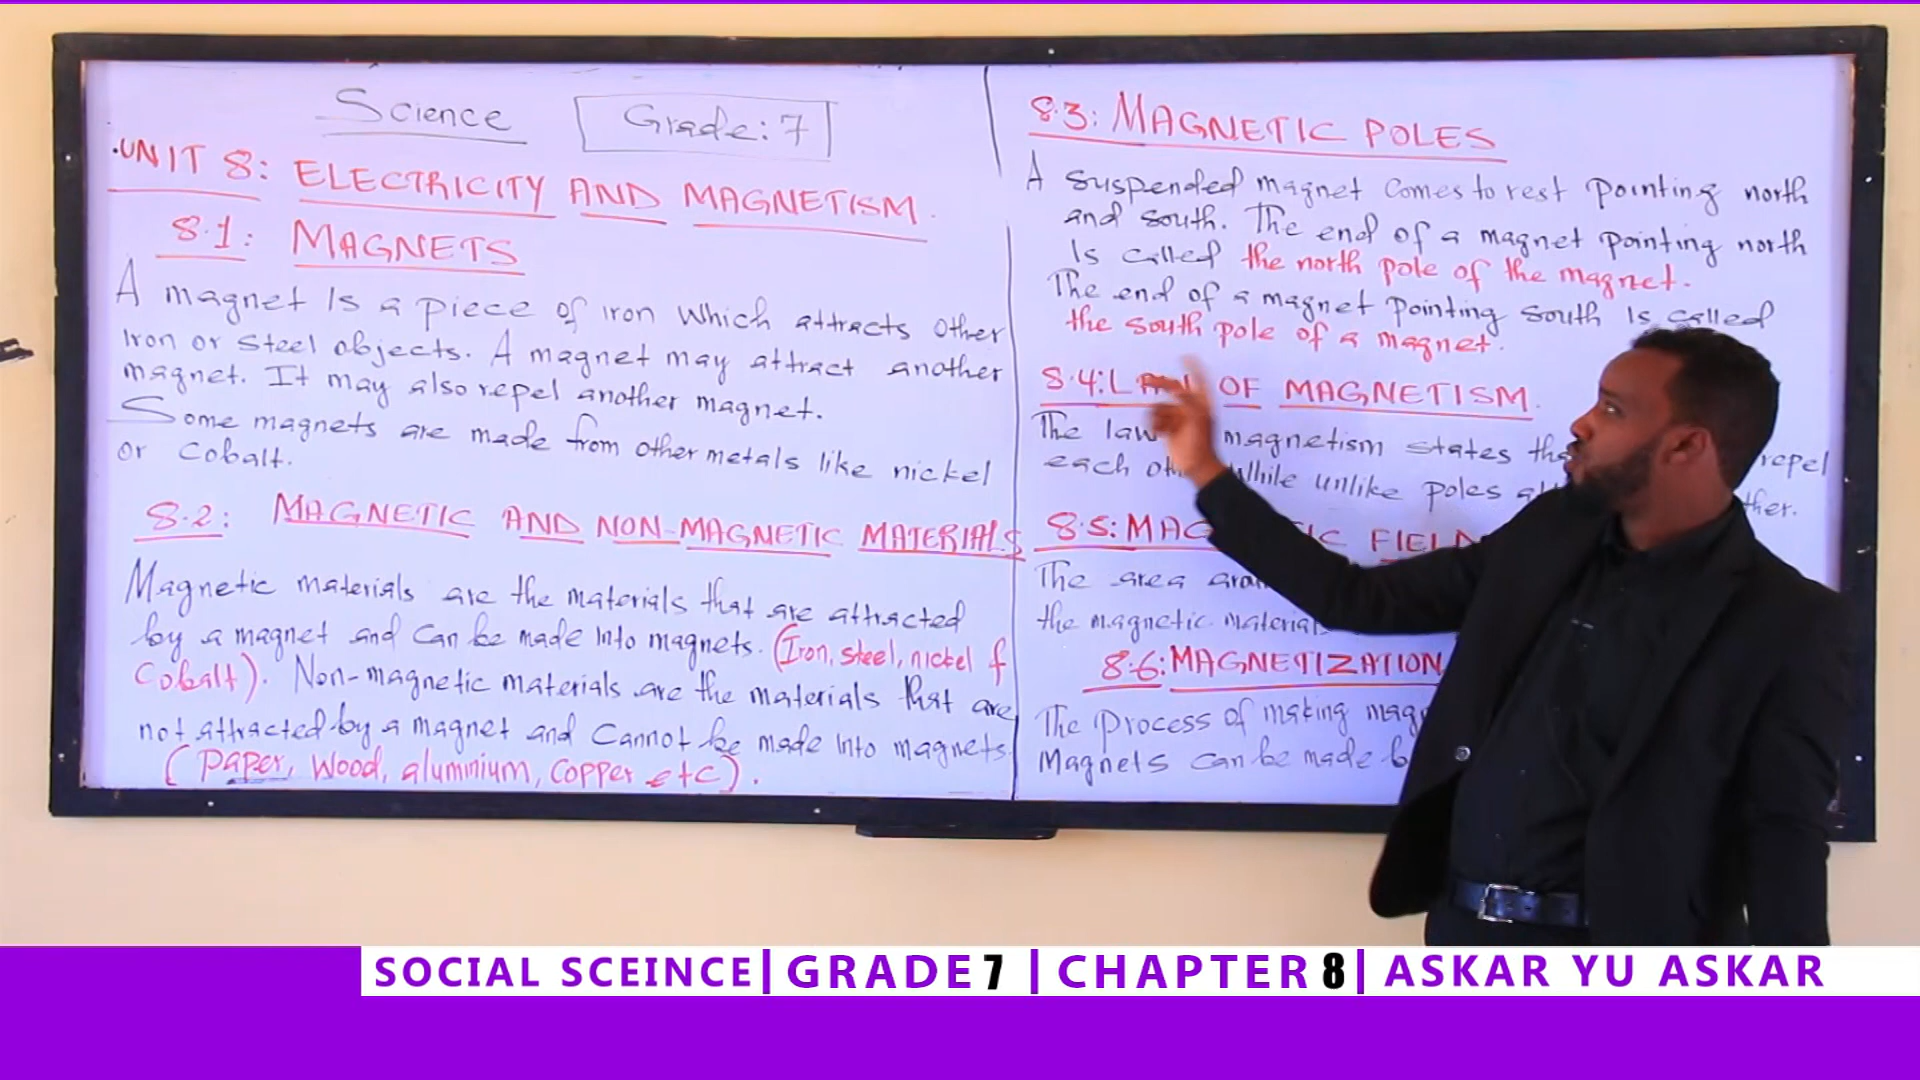 Science
Grade: 7
UNIT 8: ELECTRICITY AND MAGNETISM.
8.1: MAGNETS
A magnet Is a piece of iron which attracts other
Iron or steel objects. A magnet may attract another
magnet. It may also repel another magnet.
Some magnets are made from other metals like nickel
or Cobalt.
8.2: MAGNETIC AND NON-MAGNETIC MATERIALS
Magnetic materials are the materials that are attracted
by a magnet and Can be made Into magnets. (Iron, steel, nickel f
Cobalt). Non-magnetic materials are the materials that are
not attracted by a magnet and Cannot be made Into magnets.
(Paper, wood, aluminium, Copper etc).
8.3: MAGNETIC POLES
A suspended magnet comes to rest pointing north
and south. The end of a magnet pointing north
Is called the north pole of the magnet.
The end of a magnet pointing south Is called
the south pole of a magnet.
8.4: LAW OF MAGNETISM.
The law magnetism states repel
each while unlike poles
8.5: FIELD
The area
the magnetic material
8.6: MAGNETIZATION
The process of making
Magnets can be made
SOCIAL SCEINCE| GRADE 7 | CHAPTER 8| ASKAR YU ASKAR